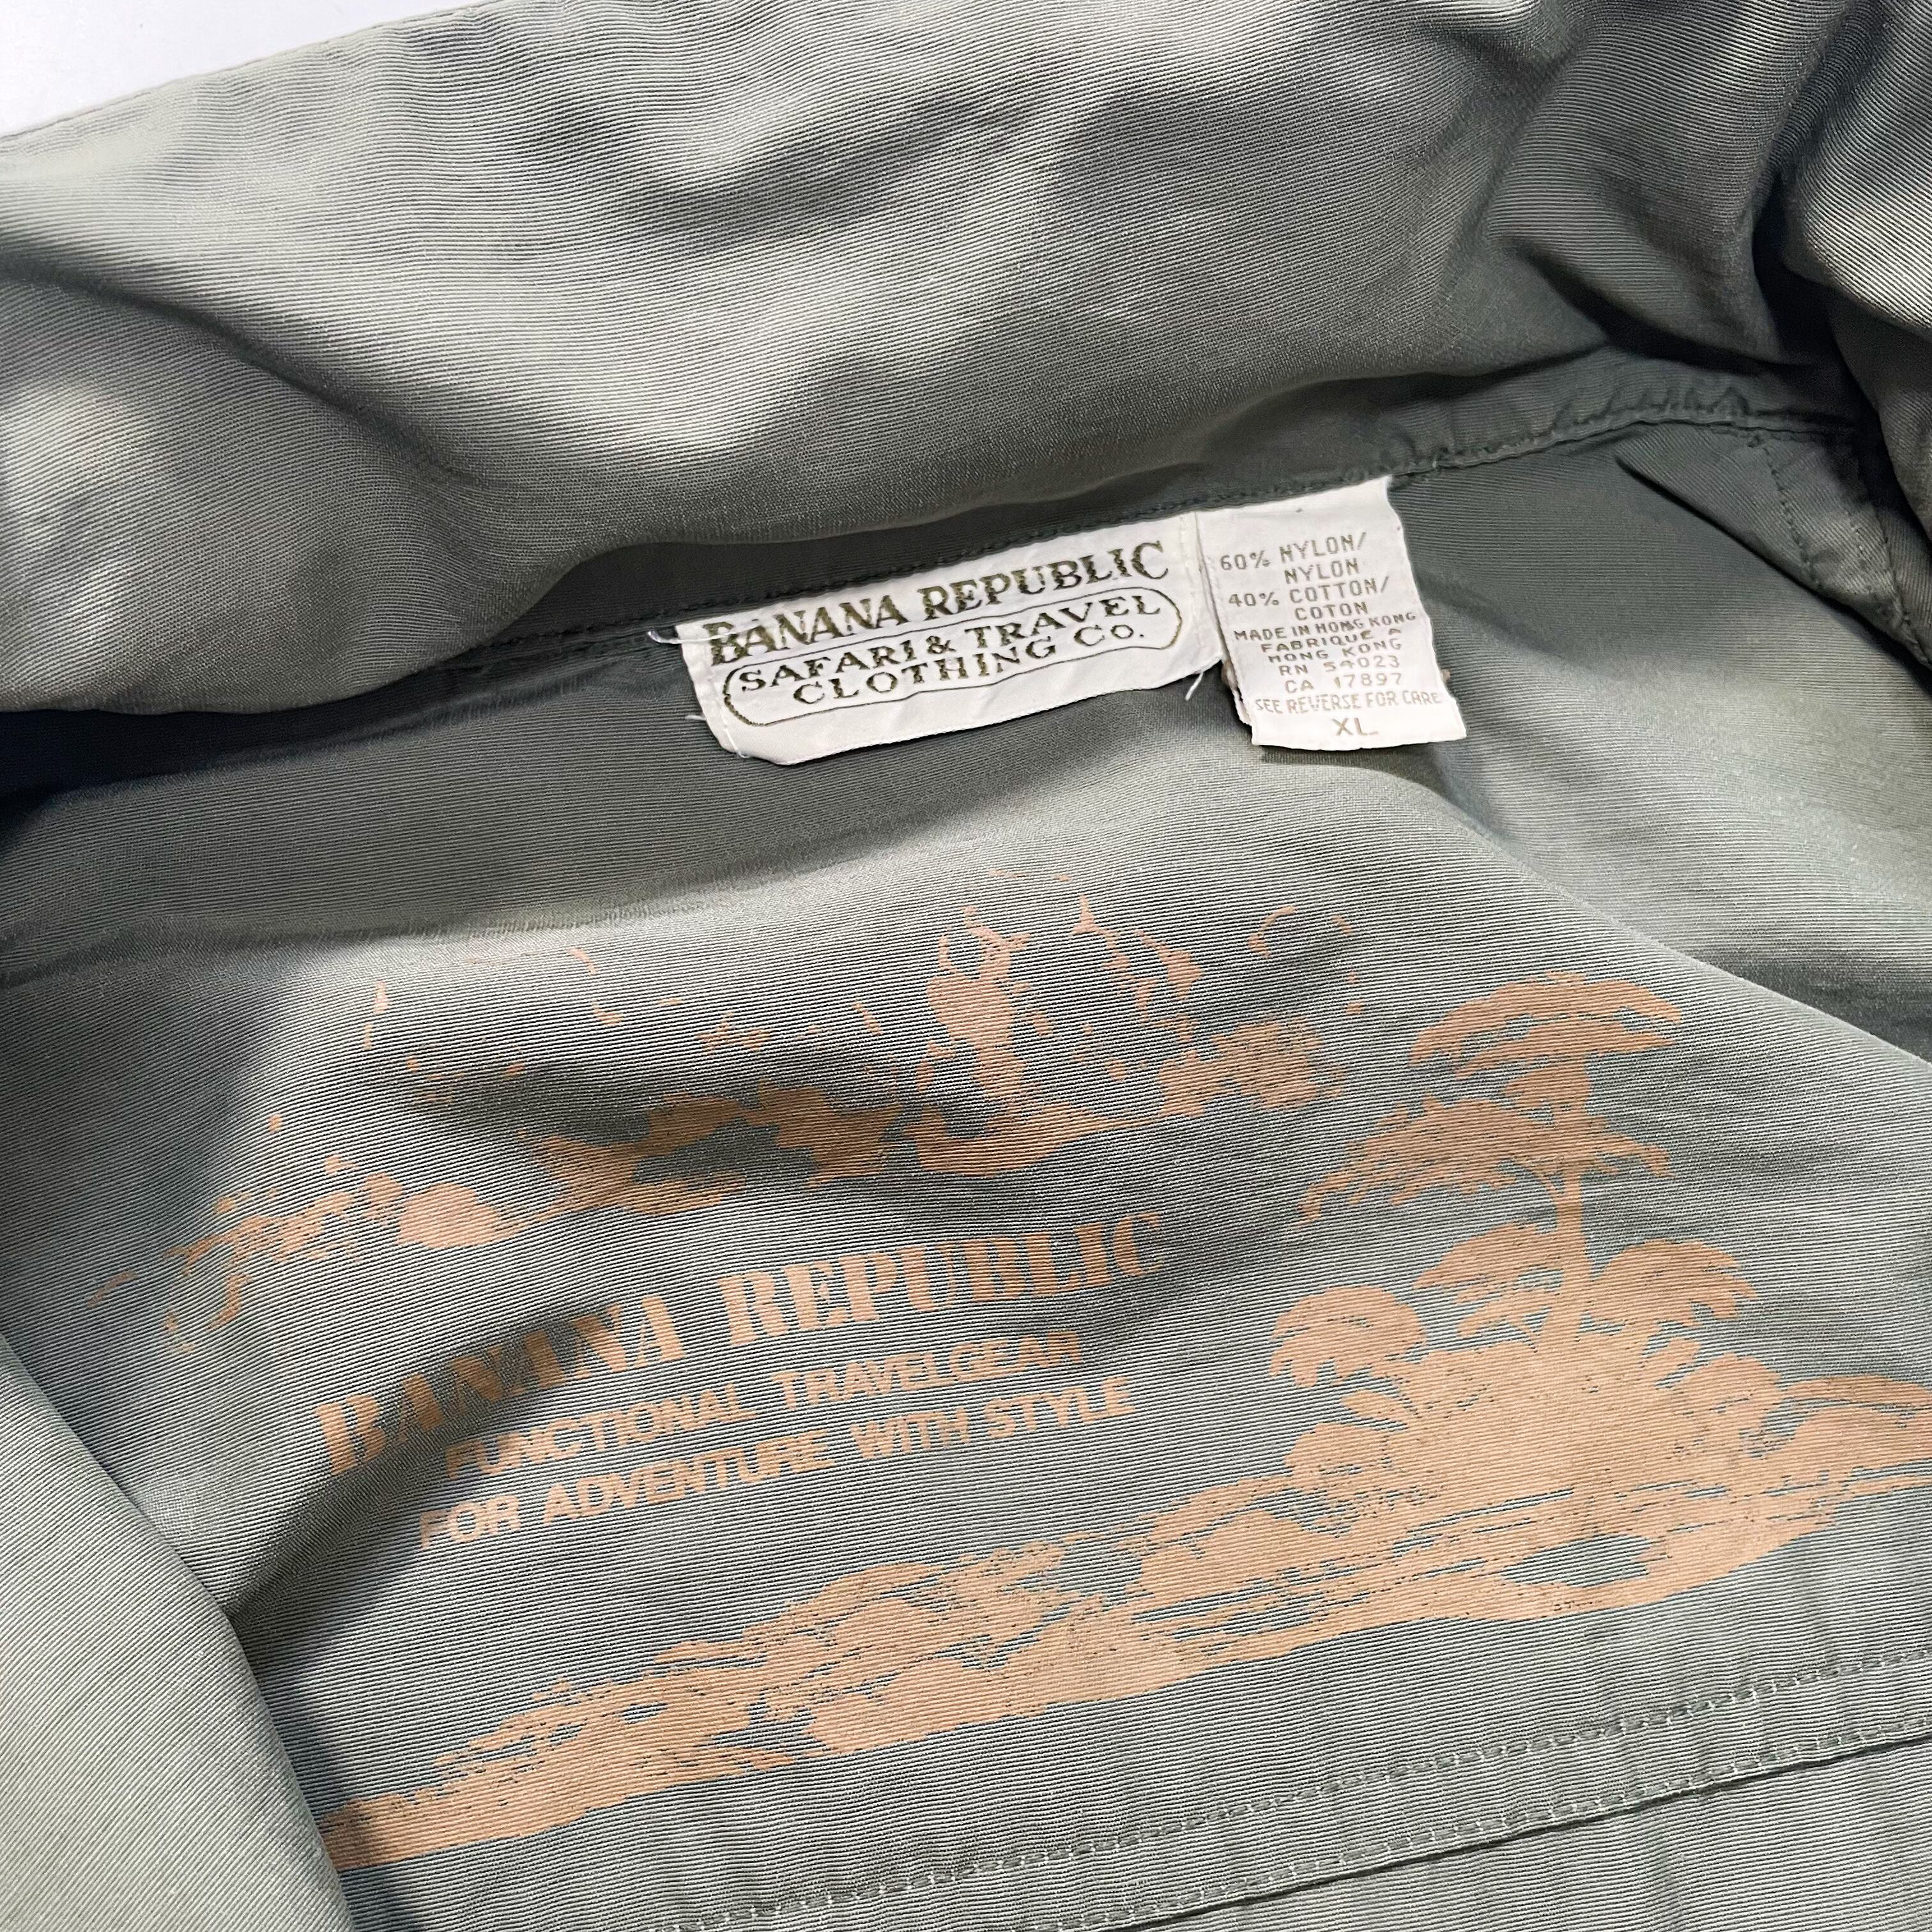 BANANA REPUBLIC
SAFARI & TRAVEL
CLOTHING CO.
60% NYLON/
NYLON
40% COTTON/
COTON
MADE IN HONG KONG
FABRIQUE A
HONG KONG
RN 54023
CA 17897
SEE REVERSE FOR CARE
XL
BANANA REPUBLIC
FUNCTIONAL TRAVELGEAR
FOR ADVENTURE WITH STYLE